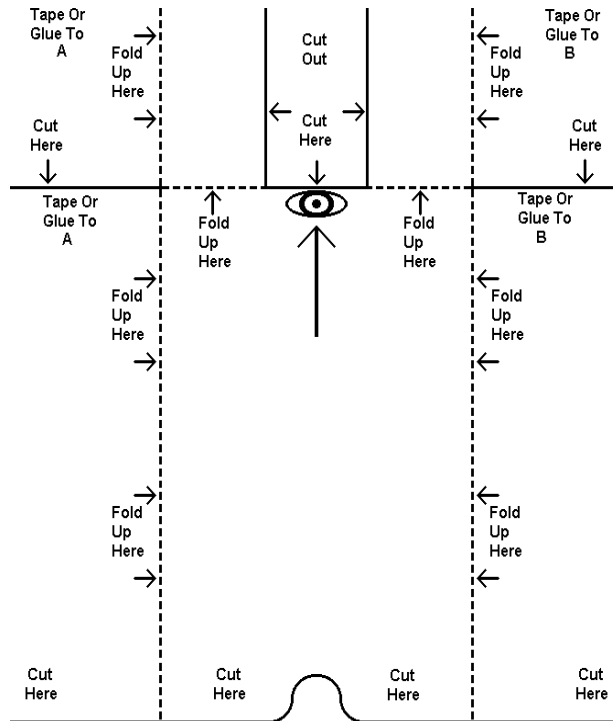 Tape Or
Glue To
A
Fold
Up
Here
Cut
Out
Tape Or
Glue To
B
Fold
Up
Here
Cut
Here
Cut
Here
Cut
Here
Tape Or
Glue To
A
Fold
Up
Here
Fold
Up
Here
Tape Or
Glue To
B
Fold
Up
Here
Fold
Up
Here
Fold
Up
Here
Fold
Up
Here
Cut
Here
Cut
Here
Cut
Here
Cut
Here